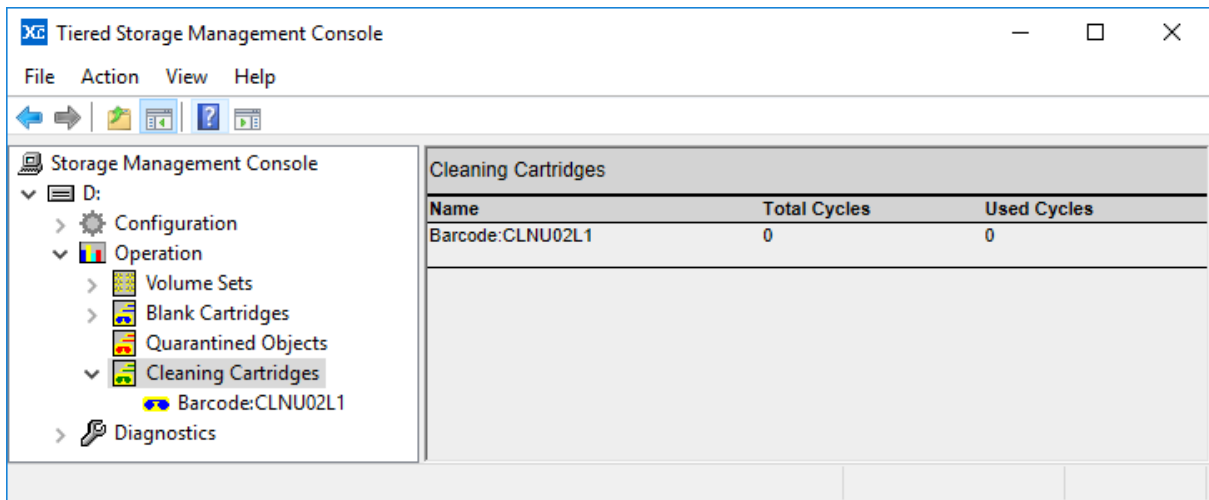 XC Tiered Storage Management Console
File Action View Help
Storage Management Console
D:
Configuration
Operation
Volume Sets
Blank Cartridges
Quarantined Objects
Cleaning Cartridges
Barcode:CLNU02L1
Diagnostics
Cleaning Cartridges
Name Total Cycles Used Cycles
Barcode:CLNU02L1 0 0